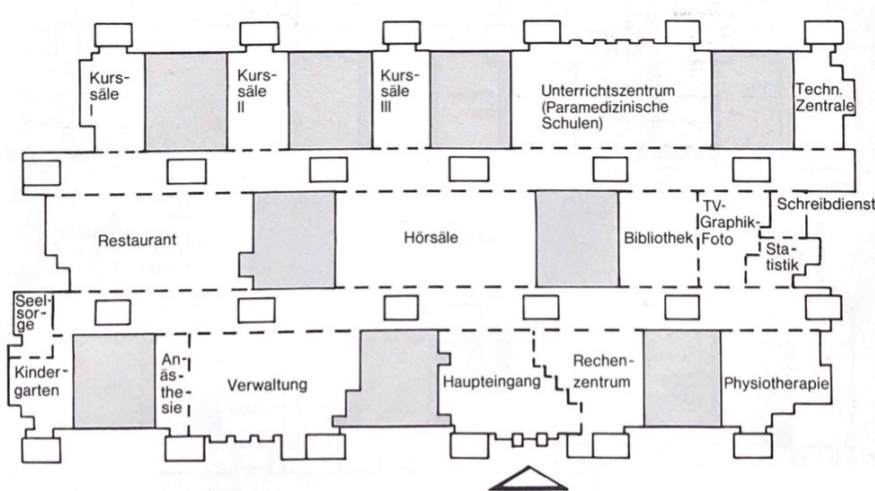 Kurs-
säle
I
Kurs-
säle
II
Kurs-
säle
III
Unterrichtszentrum
(Paramedizinische
Schulen)
Techn.
Zentrale
Restaurant
Hörsäle
Bibliothek
TV-
Graphik-
Foto
Schreibdienst
Sta-
tistik
Seel-
sor-
ge
Kinder-
garten
An-
äs-
the-
sie
Verwaltung
Haupteingang
Rechen-
zentrum
Physiotherapie